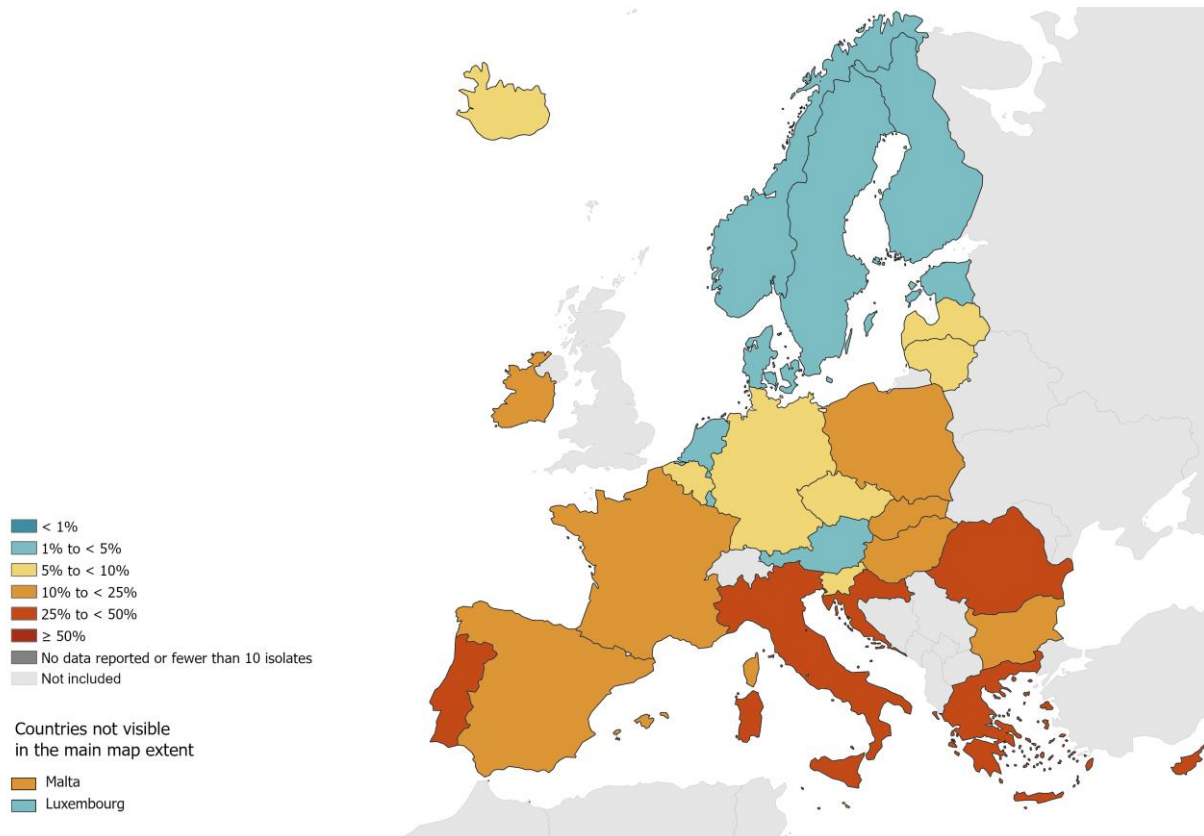 < 1%
1% to < 5%
5% to < 10%
10% to < 25%
25% to < 50%
≥ 50%
No data reported or fewer than 10 isolates
Not included
Countries not visible
in the main map extent
Malta
Luxembourg